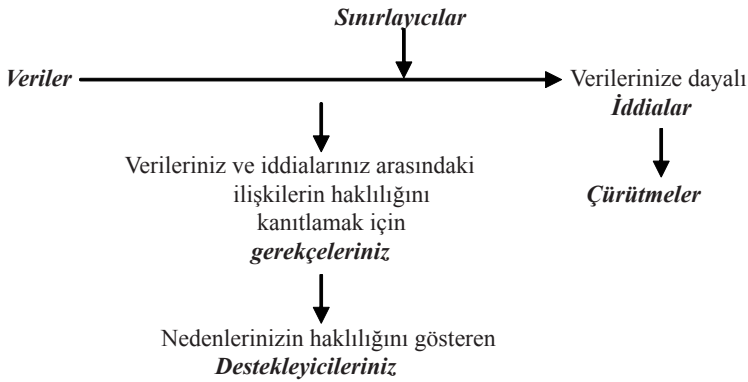 Sınırlayıcılar
Veriler
Verilerinize dayalı
İddialar
Verileriniz ve iddialarınız arasındaki
ilişkilerin haklılığını
kanıtlamak için
gerekçeleriniz
Çürütmeler
Nedenlerinizin haklılığını gösteren
Destekleyicileriniz